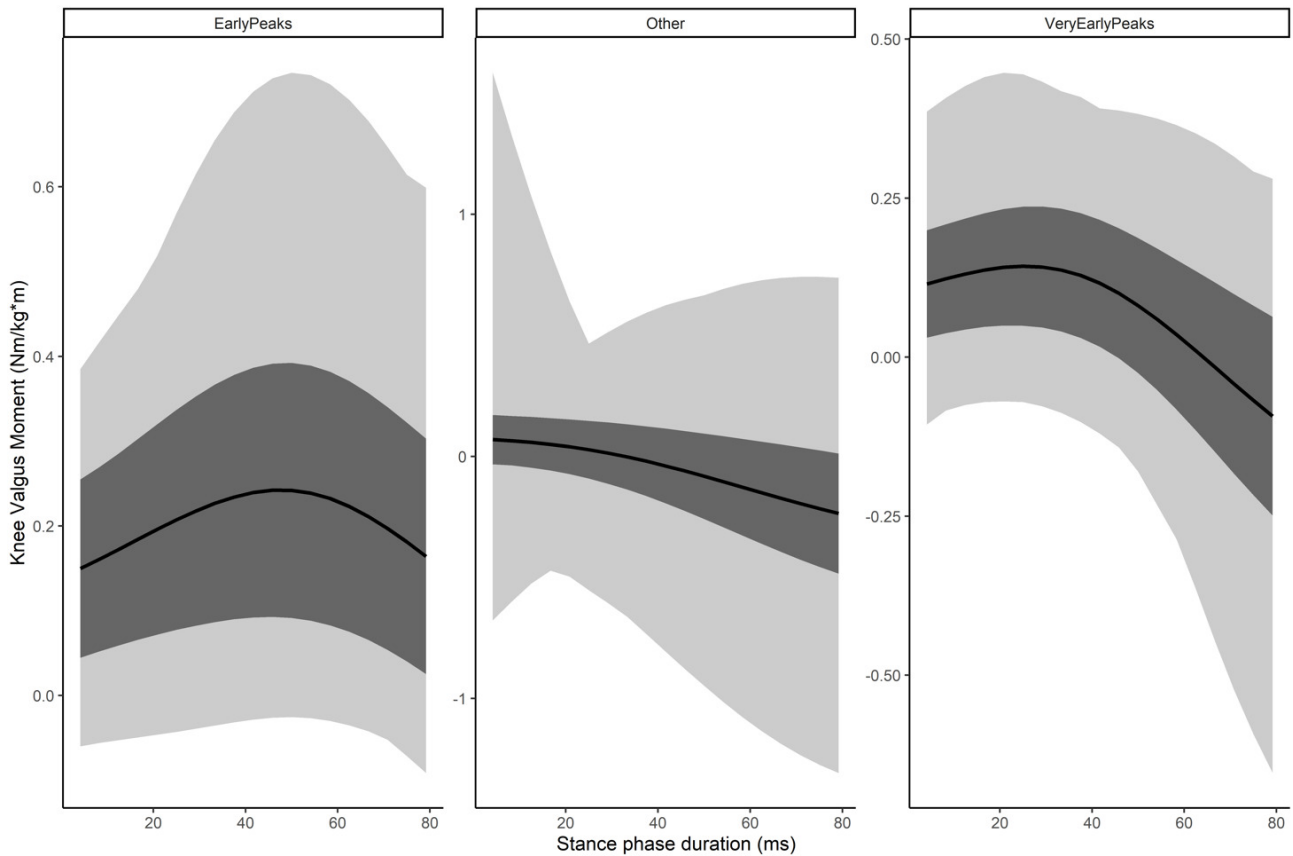 EarlyPeaks
Other
VeryEarlyPeaks
Knee Valgus Moment (Nm/kg*m)
0.6
0.4
0.2
0.0
1
0
-1
0.50
0.25
0.00
-0.25
-0.50
20 40 60 80
20 40 60 80
20 40 60 80
Stance phase duration (ms)